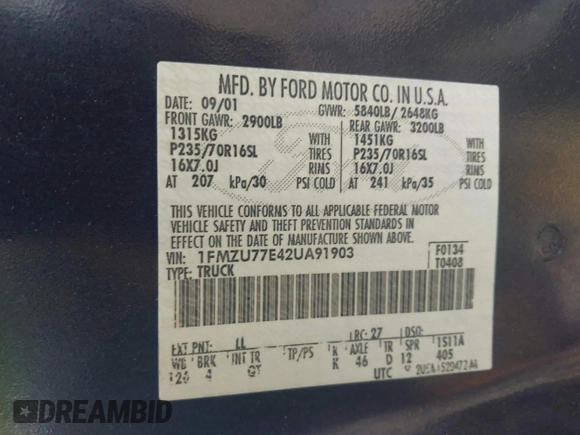 MFD. BY FORD MOTOR CO. IN U.S.A.
DATE: 09/01 GVWR: 5840LB/ 2648KG
FRONT GAWR: 2900LB REAR GAWR: 3200LB
1315KG WITH 1451KG WITH
P235/70R16SL TIRES P235/70R16SL TIRES
16X7.0J RIMS 16X7.0J RIMS
AT 207 kPa/30 PSI COLD AT 241 kPa/35 PSI COLD
THIS VEHICLE CONFORMS TO ALL APPLICABLE FEDERAL MOTOR
VEHICLE SAFETY AND THEFT PREVENTION STANDARDS IN
EFFECT ON THE DATE OF MANUFACTURE SHOWN ABOVE.
VIN: 1FMZU77E42UA91903 F0134
TYPE: TRUCK T0408
EXT PNT: LL RC: 27 DSO:
WB BRK INT TR TP/PS R AXLE TR SPR 1S11A
4 K 46 D 12 405
UTC
DREAMBID